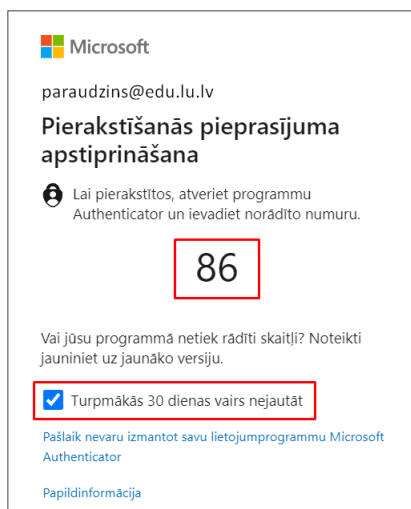 Microsoft
paraudzins@edu.lu.lv
Pierakstīšanās pieprasījuma
apstiprināšana
Lai pierakstītos, atveriet programmu
Authenticator un ievadiet norādīto numuru.
86
Vai jūsu programmā netiek rādīti skaitļi? Noteikti
jauniniet uz jaunāko versiju.
Turpmākās 30 dienas vairs nejautāt
Pašlaik nevaru izmantot savu lietojumprogrammu Microsoft
Authenticator
Papildinformācija